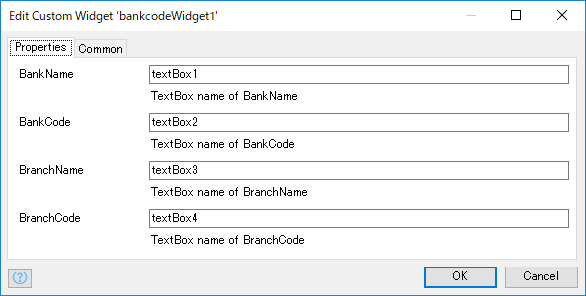 Edit Custom Widget 'bankcodeWidget1'
Properties
Common
BankName
textBox1
TextBox name of BankName
BankCode
textBox2
TextBox name of BankCode
BranchName
textBox3
TextBox name of BranchName
BranchCode
textBox4
TextBox name of BranchCode
?
OK
Cancel